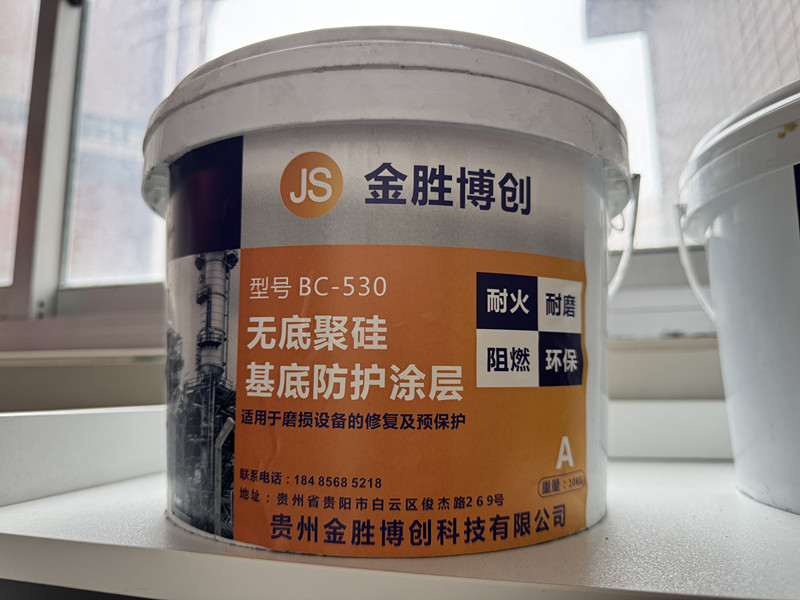 JS 金胜博创
型号 BC-530
无底聚硅
基底防护涂层
适用于磨损设备的修复及预保护
耐火 耐磨
阻燃 环保
联系电话：184 8568 5218
地址：贵州省贵阳市白云区俊杰路269号
贵州金胜博创科技有限公司
A
重量：20KG